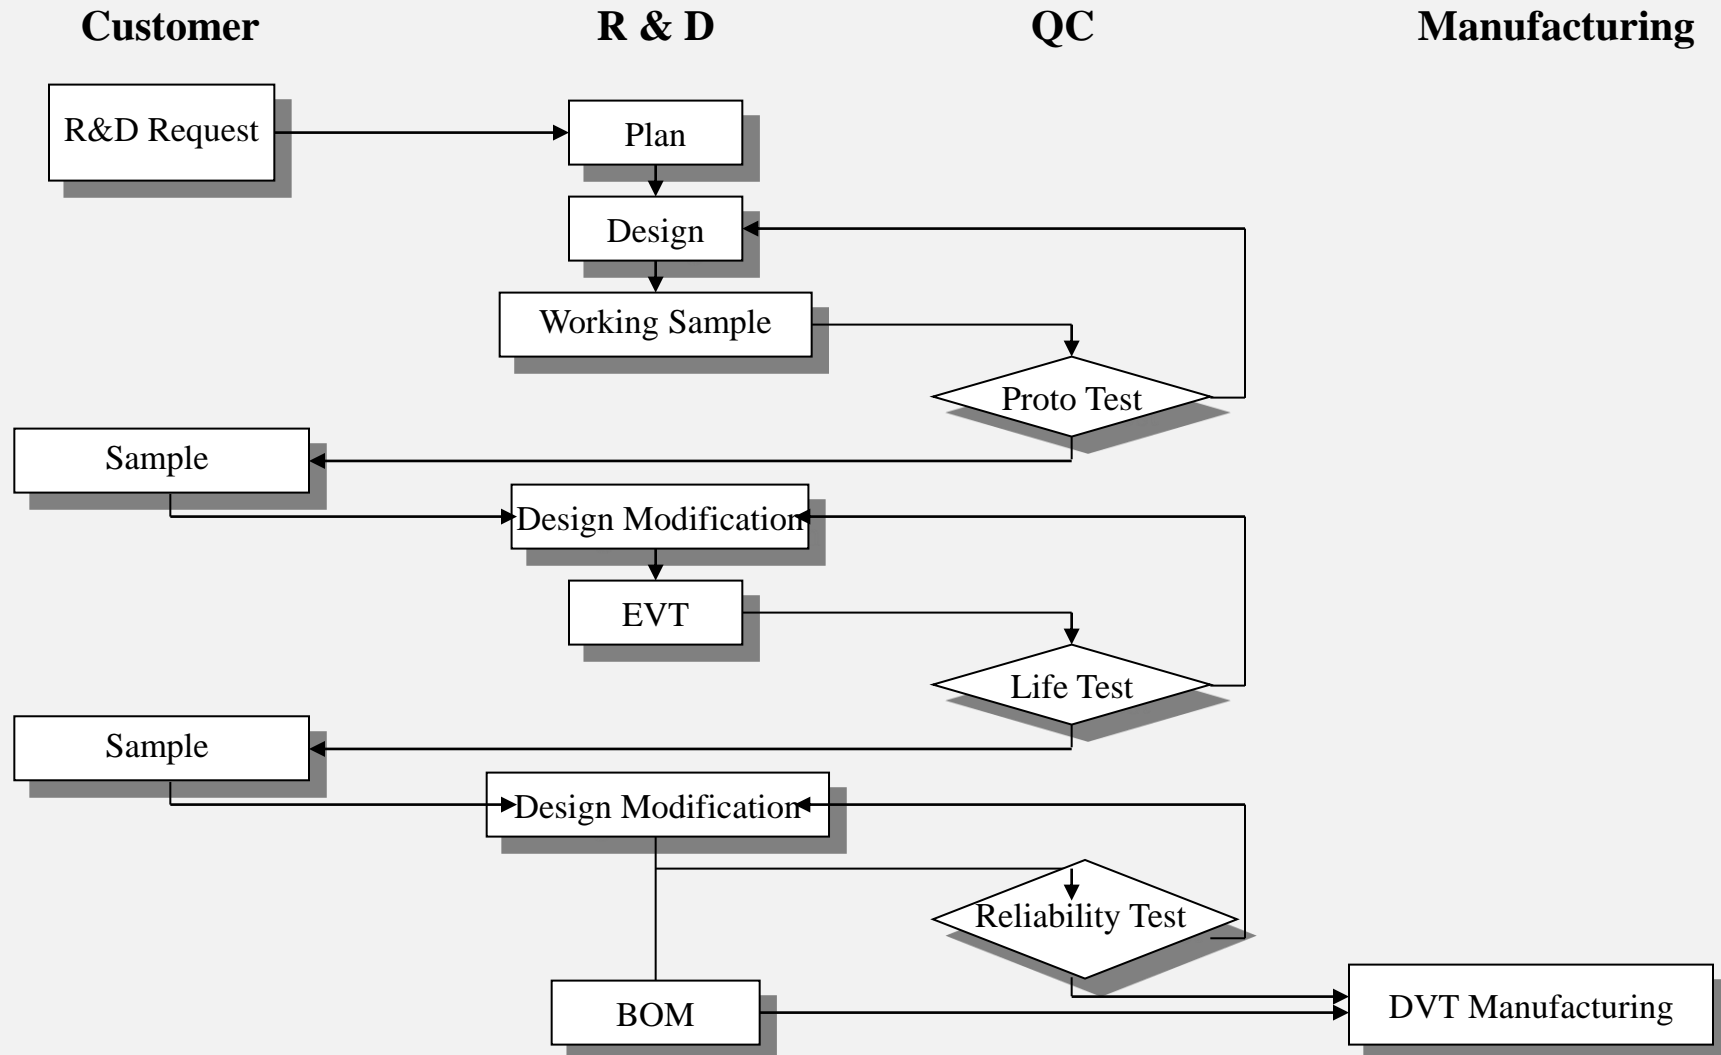 Customer
R & D
QC
Manufacturing
R&D Request
Plan
Design
Working Sample
Proto Test
Sample
Design Modification
EVT
Life Test
Sample
Design Modification
Reliability Test
BOM
DVT Manufacturing